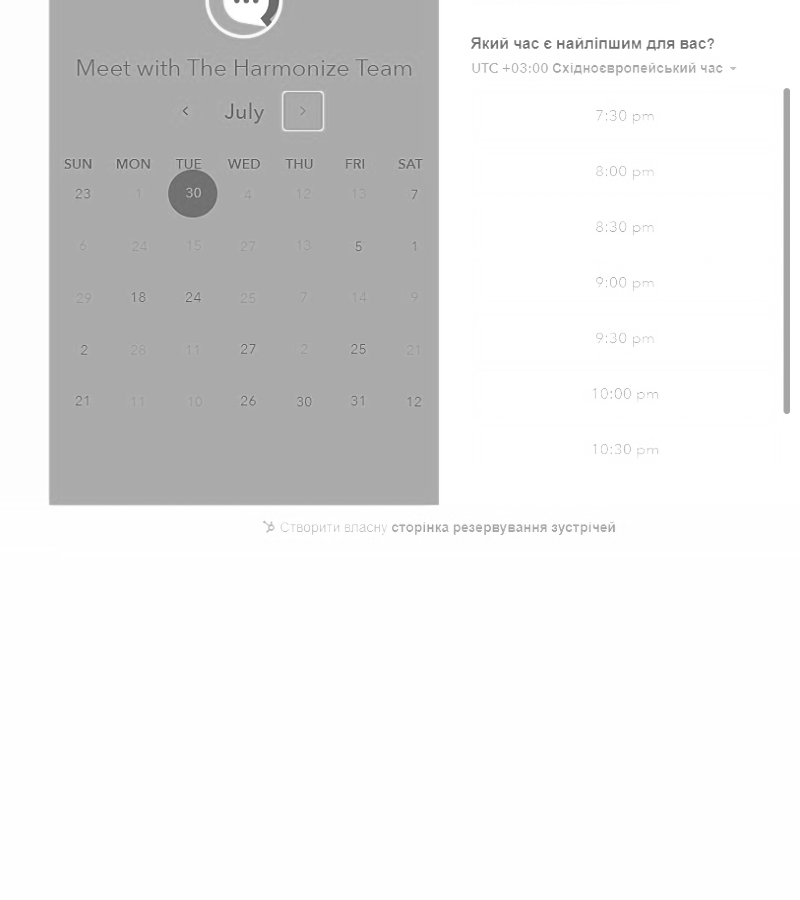 Meet with The Harmonize Team
July
SUN MON TUE WED THU FRI SAT
23 1 30 4 12 13 7
6 24 15 27 13 5 1
29 18 24 25 7 14 9
2 28 11 27 2 25 21
21 11 10 26 30 31 12
Який час є найліпшим для вас?
UTC +03:00 Східноєвропейський час
7:30 pm
8:00 pm
8:30 pm
9:00 pm
9:30 pm
10:00 pm
10:30 pm
Створити власну сторінка резервування зустрічей